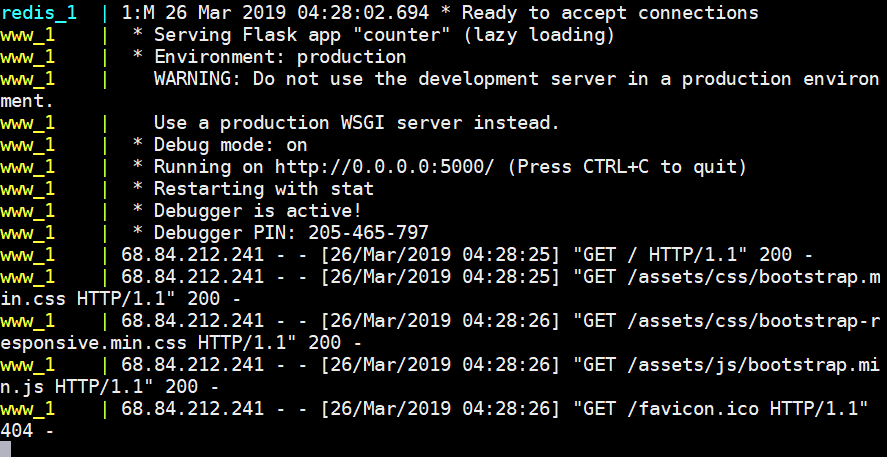 redis_1  | 1:M 26 Mar 2019 04:28:02.694 * Ready to accept connections
www_1    |  * Serving Flask app "counter" (lazy loading)
www_1    |  * Environment: production
www_1    |    WARNING: Do not use the development server in a production environ
ment.
www_1    |    Use a production WSGI server instead.
www_1    |  * Debug mode: on
www_1    |  * Running on http://0.0.0.0:5000/ (Press CTRL+C to quit)
www_1    |  * Restarting with stat
www_1    |  * Debugger is active!
www_1    |  * Debugger PIN: 205-465-797
www_1    | 68.84.212.241 - - [26/Mar/2019 04:28:25] "GET / HTTP/1.1" 200 -
www_1    | 68.84.212.241 - - [26/Mar/2019 04:28:25] "GET /assets/css/bootstrap.m
in.css HTTP/1.1" 200 -
www_1    | 68.84.212.241 - - [26/Mar/2019 04:28:26] "GET /assets/css/bootstrap-r
esponsive.min.css HTTP/1.1" 200 -
www_1    | 68.84.212.241 - - [26/Mar/2019 04:28:26] "GET /assets/js/bootstrap.mi
n.js HTTP/1.1" 200 -
www_1    | 68.84.212.241 - - [26/Mar/2019 04:28:26] "GET /favicon.ico HTTP/1.1"
404 -